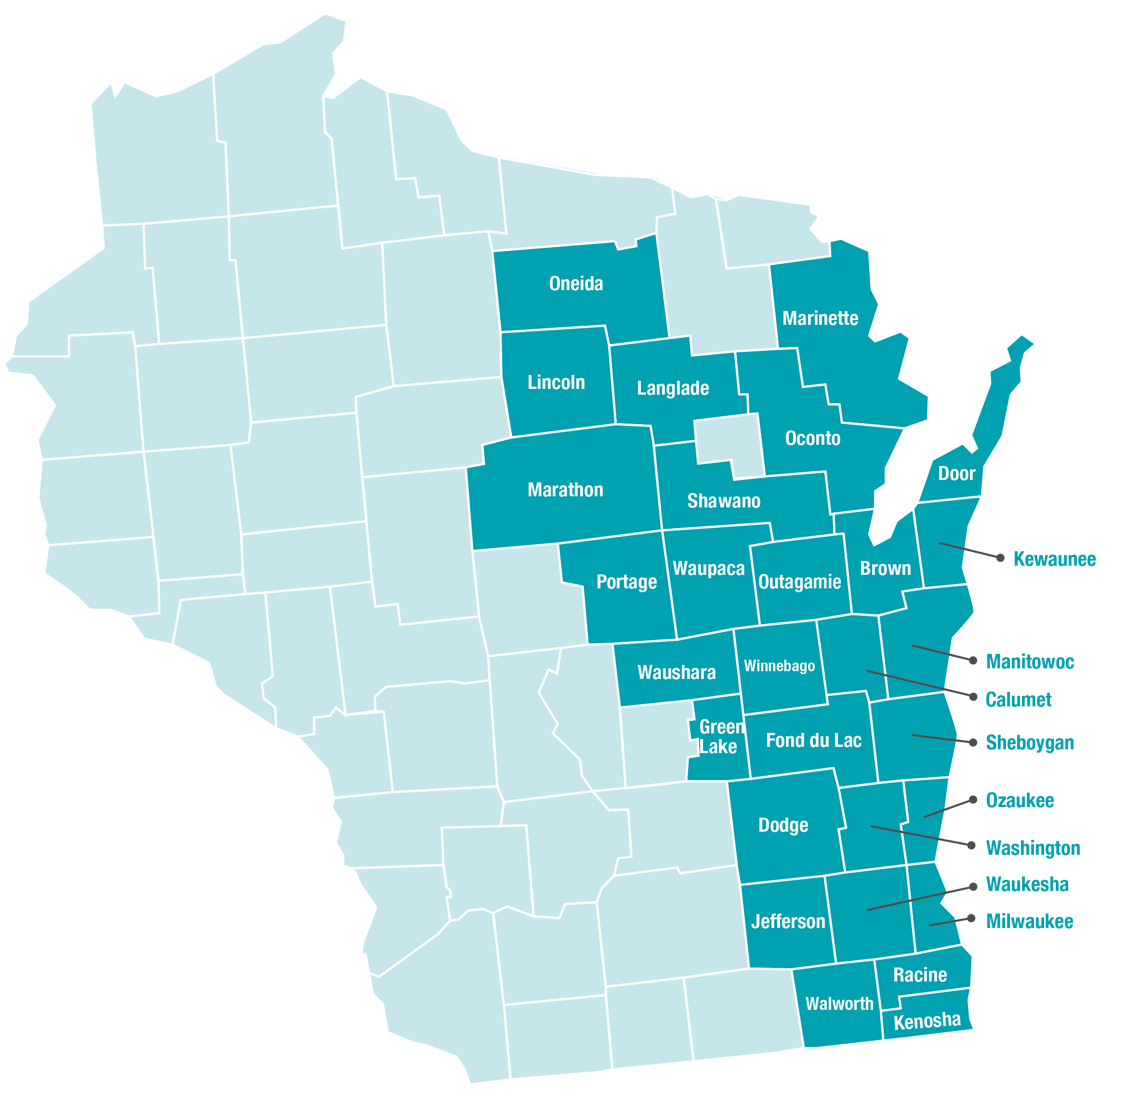 Oneida
Marinette
Lincoln
Langlade
Oconto
Door
Marathon
Shawano
Kewaunee
Portage
Waupaca
Outagamie
Brown
Manitowoc
Waushara
Winnebago
Calumet
Green
Lake
Fond du Lac
Sheboygan
Ozaukee
Dodge
Washington
Waukesha
Jefferson
Milwaukee
Racine
Walworth
Kenosha